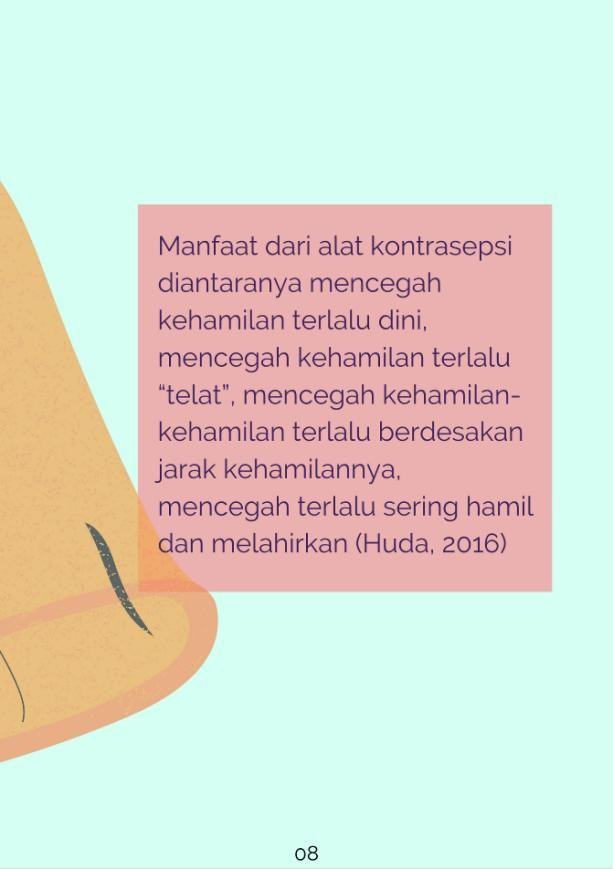 Manfaat dari alat kontrasepsi
diantaranya mencegah
kehamilan terlalu dini,
mencegah kehamilan terlalu
“telat”, mencegah kehamilan-
kehamilan terlalu berdesakan
jarak kehamilannya,
mencegah terlalu sering hamil
dan melahirkan (Huda, 2016)
08